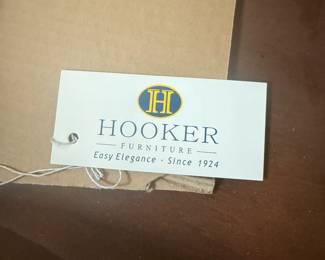 H
HOOKER
FURNITURE
Easy Elegance · Since 1924